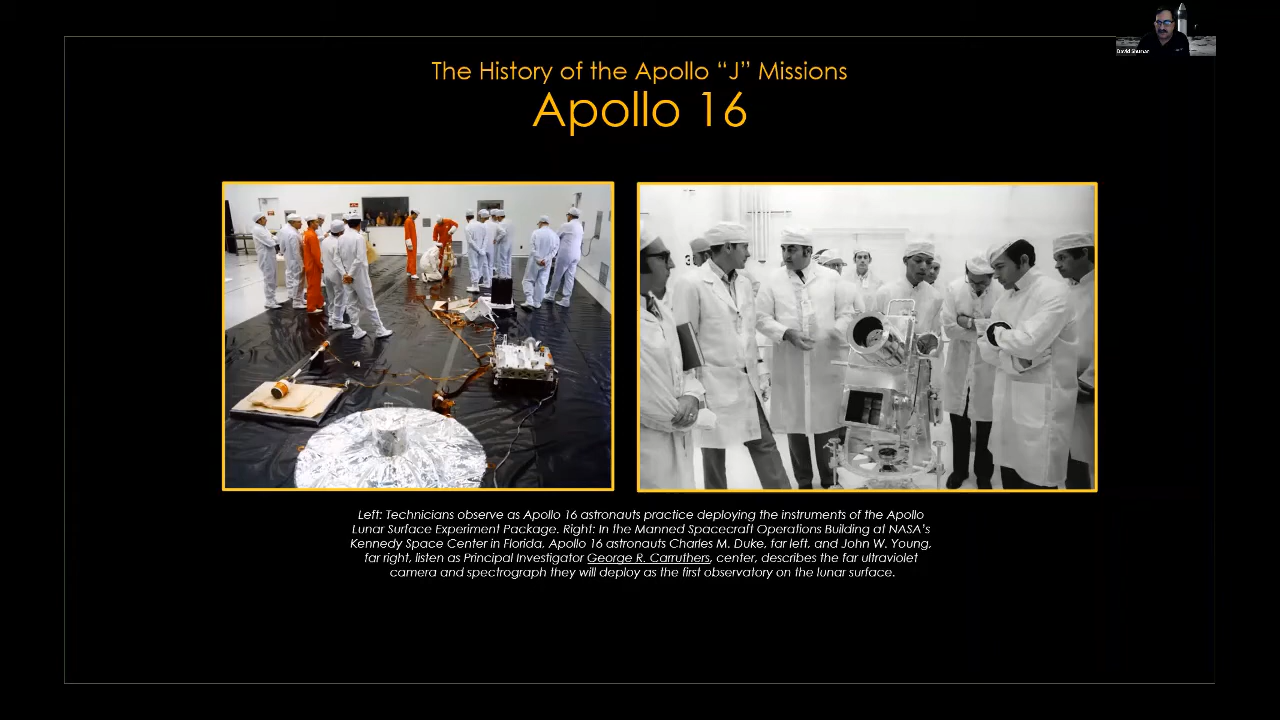 The History of the Apollo “J” Missions
Apollo 16
Left: Technicians observe as Apollo 16 astronauts practice deploying the instruments of the Apollo
Lunar Surface Experiment Package. Right: In the Manned Spacecraft Operations Building at NASA’s
Kennedy Space Center in Florida, Apollo 16 astronauts Charles M. Duke, far left, and John W. Young,
far right, listen as Principal Investigator George R. Carruthers, center, describes the far ultraviolet
camera and spectrograph they will deploy as the first observatory on the lunar surface.